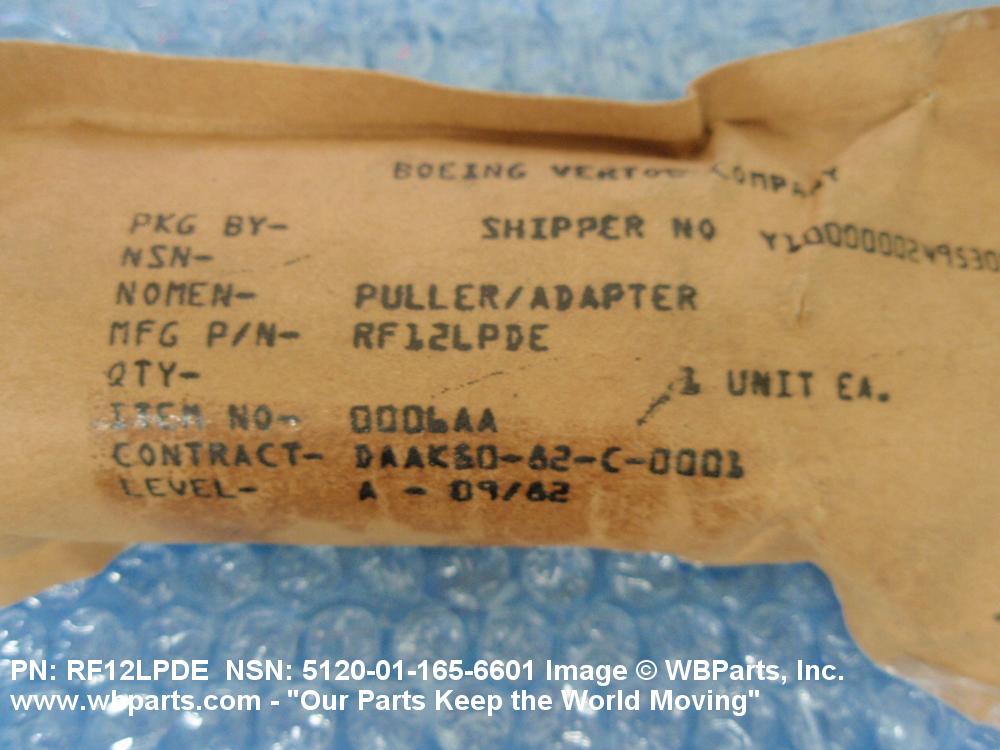 BOEING VERTOL COMPANY
PKG BY- SHIPPER NO
NSN-
NOMEN- PULLER/ADAPTER
MFG P/N- RF12LPDE
QTY- 1 UNIT EA.
ITEM NO- 0006AA
CONTRACT- DAAK50-82-C-0001
LEVEL- A - 09/82
PN: RF12LPDE NSN: 5120-01-165-6601 Image © WBParts, Inc.
www.wbparts.com - "Our Parts Keep the World Moving"